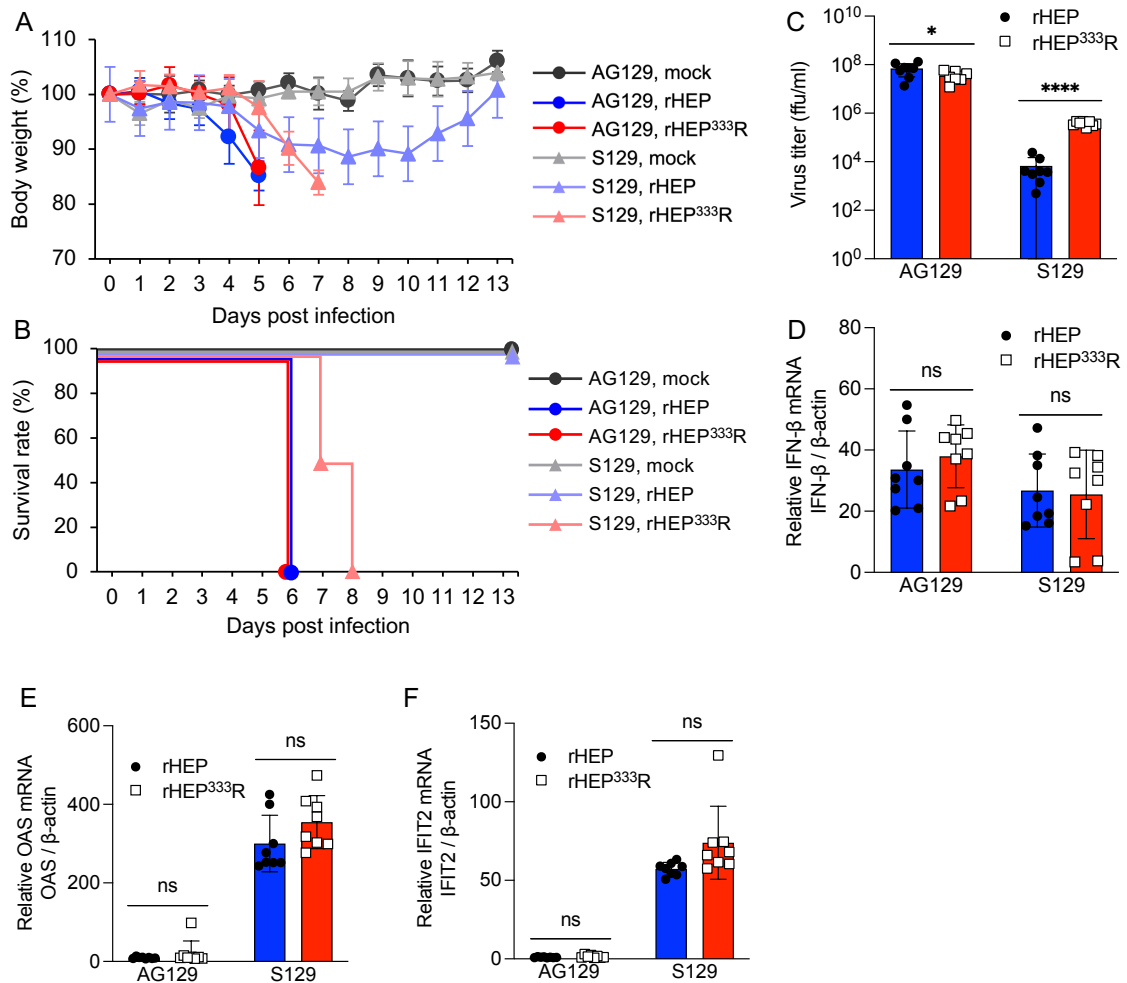 A
Body weight (%)
110
100
90
80
70
0 1 2 3 4 5 6 7 8 9 10 11 12 13
Days post infection
AG129, mock
AG129, rHEP
AG129, rHEP³³³R
S129, mock
S129, rHEP
S129, rHEP³³³R
B
Survival rate (%)
100
80
60
40
20
0
0 1 2 3 4 5 6 7 8 9 10 11 12 13
Days post infection
AG129, mock
AG129, rHEP
AG129, rHEP³³³R
S129, mock
S129, rHEP
S129, rHEP³³³R
C
Virus titer (ffu/ml)
10¹⁰
10⁸
10⁶
10⁴
10²
10⁰
rHEP
rHEP³³³R
*
****
AG129 S129
D
Relative IFN-β mRNA
IFN-β / β-actin
80
60
40
20
0
rHEP
rHEP³³³R
ns
ns
AG129 S129
E
Relative OAS mRNA
OAS / β-actin
600
400
200
0
rHEP
rHEP³³³R
ns
ns
AG129 S129
F
Relative IFIT2 mRNA
IFIT2 / β-actin
150
100
50
0
rHEP
rHEP³³³R
ns
ns
AG129 S129